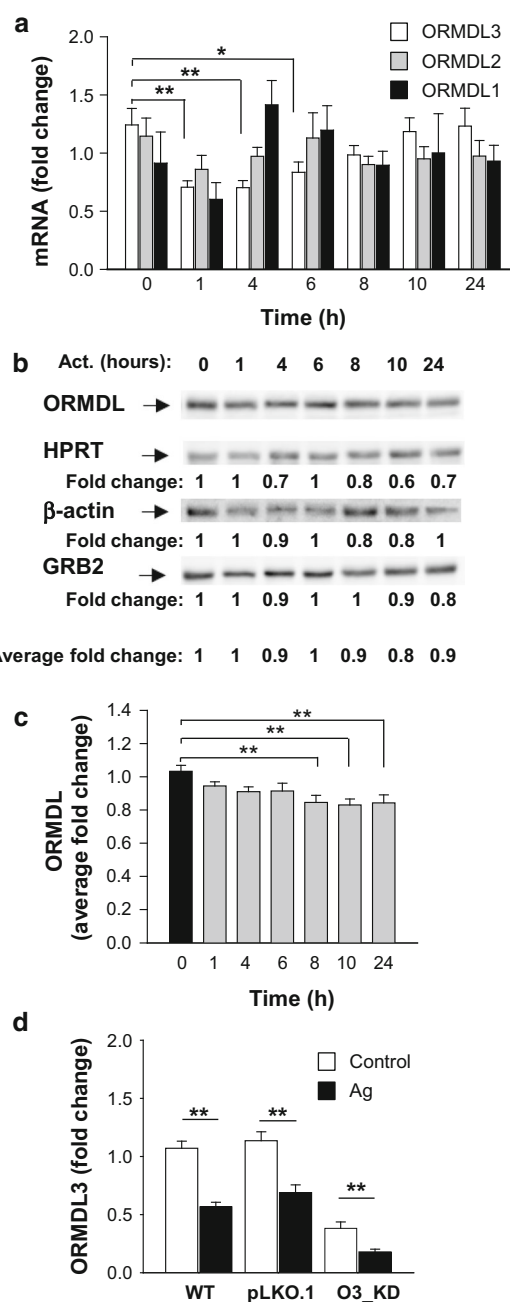 a
2.0
1.5
1.0
0.5
0.0
mRNA (fold change)
*
**
**
ORMDL3
ORMDL2
ORMDL1
0 1 4 6 8 10 24
Time (h)
b
Act. (hours): 0 1 4 6 8 10 24
ORMDL
HPRT
Fold change: 1 1 0.7 1 0.8 0.6 0.7
β-actin
Fold change: 1 1 0.9 1 0.8 0.8 1
GRB2
Fold change: 1 1 0.9 1 1 0.9 0.8
Average fold change: 1 1 0.9 1 0.9 0.8 0.9
c
1.4
1.2
1.0
0.8
0.6
0.4
0.2
0.0
ORMDL
(average fold change)
**
**
**
0 1 4 6 8 10 24
Time (h)
d
2.0
1.5
1.0
0.5
0.0
ORMDL3 (fold change)
Control
Ag
** ** **
WT pLKO.1 O3_KD